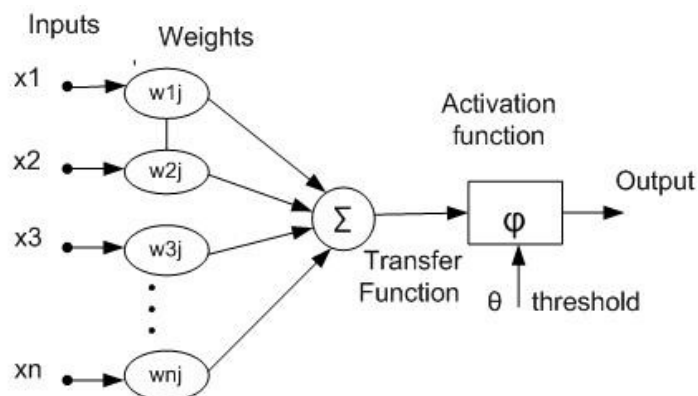 Inputs
Weights
x1
w1j
Activation
function
x2
w2j
Output
x3
w3j
Σ
φ
Transfer
Function
θ threshold
xn
wnj